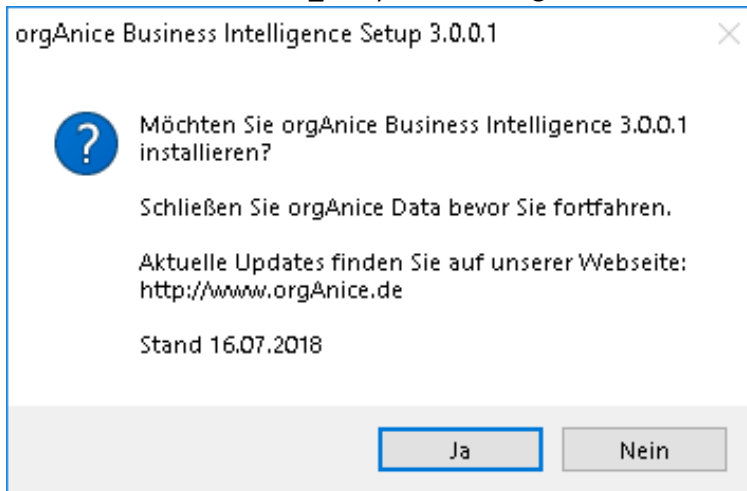 orgAnice Business Intelligence Setup 3.0.0.1
?
Möchten Sie orgAnice Business Intelligence 3.0.0.1
installieren?
Schließen Sie orgAnice Data bevor Sie fortfahren.
Aktuelle Updates finden Sie auf unserer Webseite:
http://www.orgAnice.de
Stand 16.07.2018
Ja
Nein